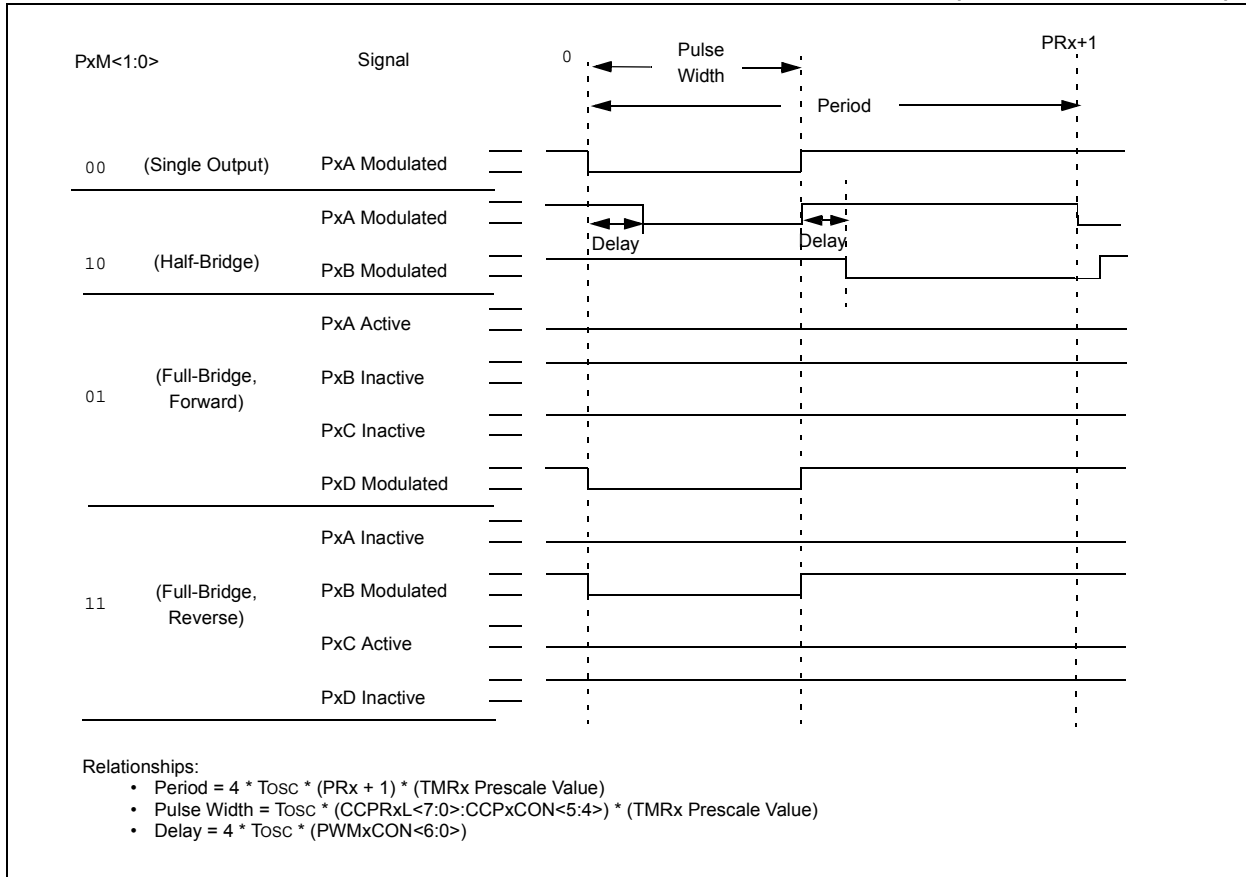 PxM<1:0>
Signal
0
Pulse
Width
PRx+1
Period
00 (Single Output) PxA Modulated
PxA Modulated
Delay
Delay
10 (Half-Bridge) PxB Modulated
PxA Active
01 (Full-Bridge,
Forward)
PxB Inactive
PxC Inactive
PxD Modulated
PxA Inactive
11 (Full-Bridge,
Reverse)
PxB Modulated
PxC Active
PxD Inactive
Relationships:
• Period = 4 * TOSC * (PRx + 1) * (TMRx Prescale Value)
• Pulse Width = TOSC * (CCPRxL<7:0>:CCPxCON<5:4>) * (TMRx Prescale Value)
• Delay = 4 * TOSC * (PWMxCON<6:0>)